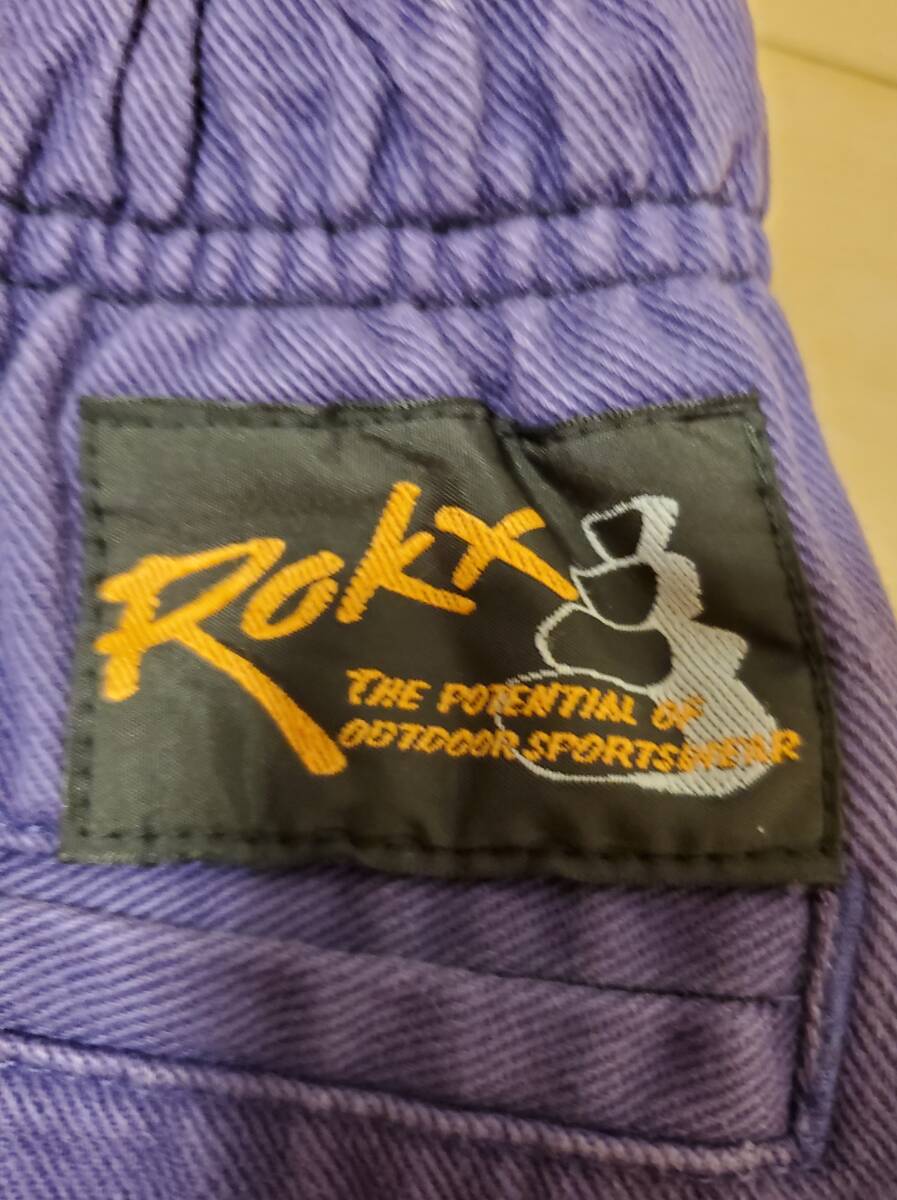 Rokx
THE POTENTIAL OF
OUTDOOR SPORTSWEAR